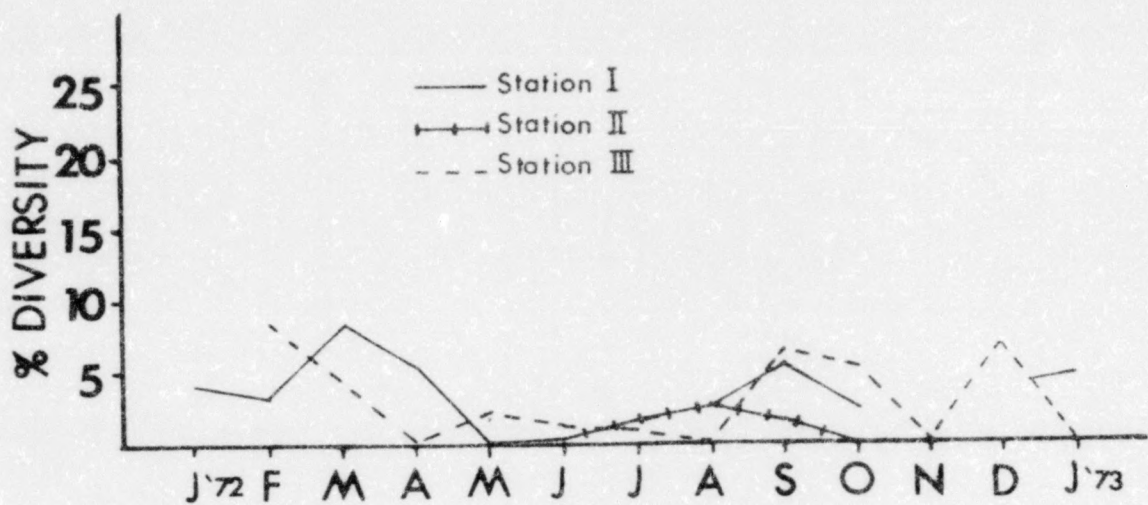 Station I
Station II
Station III
% DIVERSITY
25
20
15
10
5
J '72 F M A M J J A S O N D J '73